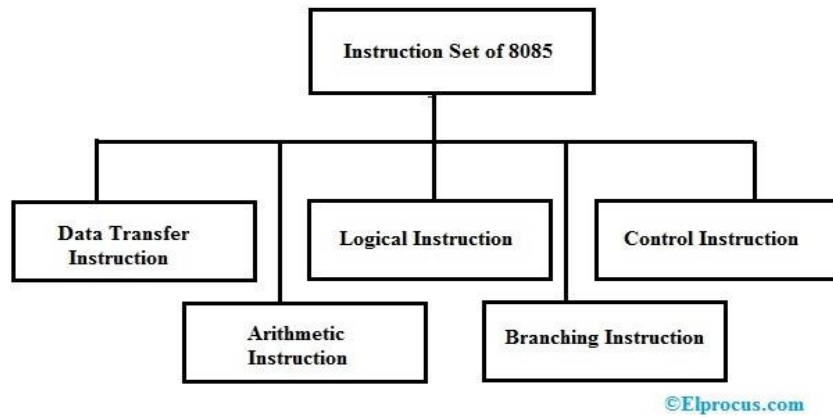 Instruction Set of 8085
Data Transfer
Instruction
Logical Instruction
Control Instruction
Arithmetic
Instruction
Branching Instruction
©Elprocus.com